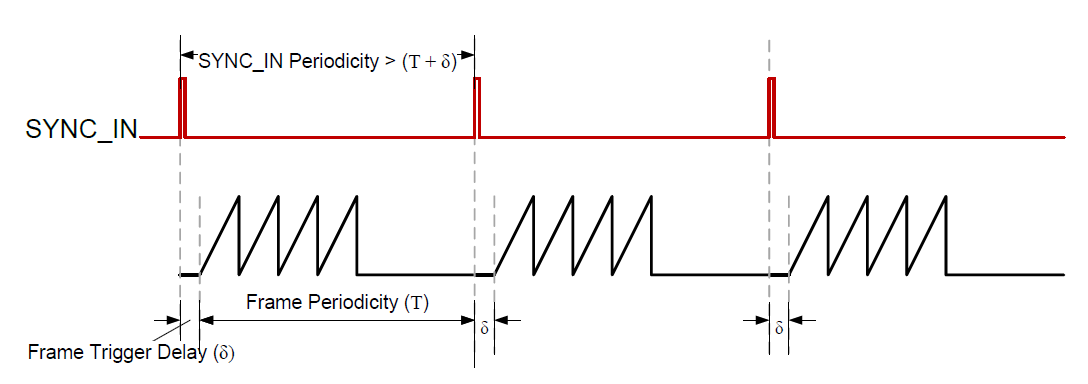 SYNC_IN Periodicity > (T + δ)
SYNC_IN
Frame Periodicity (T)
δ
δ
Frame Trigger Delay (δ)